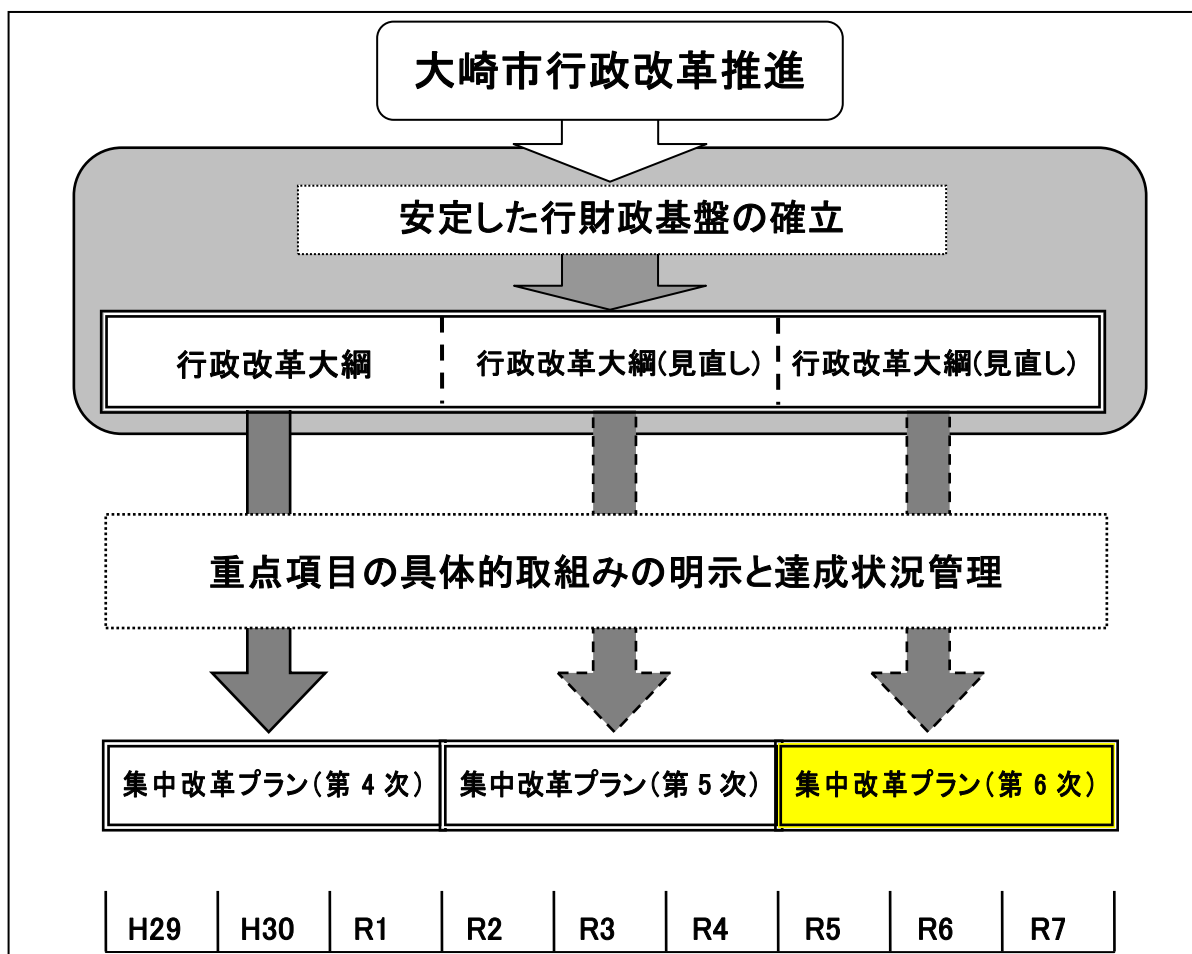 大崎市行政改革推進
安定した行財政基盤の確立
行政改革大綱
行政改革大綱(見直し)
行政改革大綱(見直し)
重点項目の具体的取組みの明示と達成状況管理
集中改革プラン(第4次)
集中改革プラン(第5次)
集中改革プラン(第6次)
H29 H30 R1 R2 R3 R4 R5 R6 R7